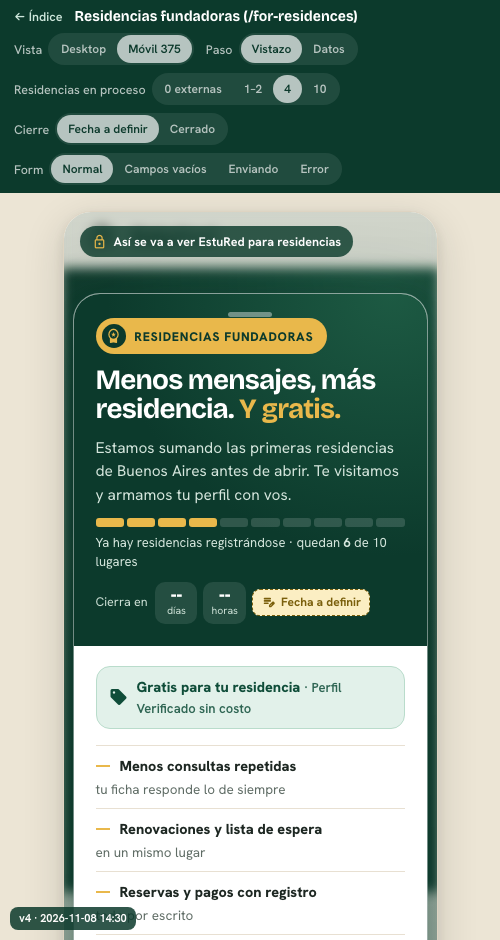 ← Índice Residencias fundadoras (/for-residences)
Vista Desktop Móvil 375 Paso Vistazo Datos
Residencias en proceso 0 externas 1–2 4 10
Cierre Fecha a definir Cerrado
Form Normal Campos vacíos Enviando Error
Así se va a ver EstuRed para residencias
RESIDENCIAS FUNDADORAS
Menos mensajes, más
residencia. Y gratis.
Estamos sumando las primeras residencias
de Buenos Aires antes de abrir. Te visitamos
y armamos tu perfil con vos.
Ya hay residencias registrándose · quedan 6 de 10
lugares
Cierra en -- días -- horas Fecha a definir
Gratis para tu residencia · Perfil
Verificado sin costo
— Menos consultas repetidas
tu ficha responde lo de siempre
— Renovaciones y lista de espera
en un mismo lugar
— Reservas y pagos con registro
por escrito
v4 · 2026-11-08 14:30